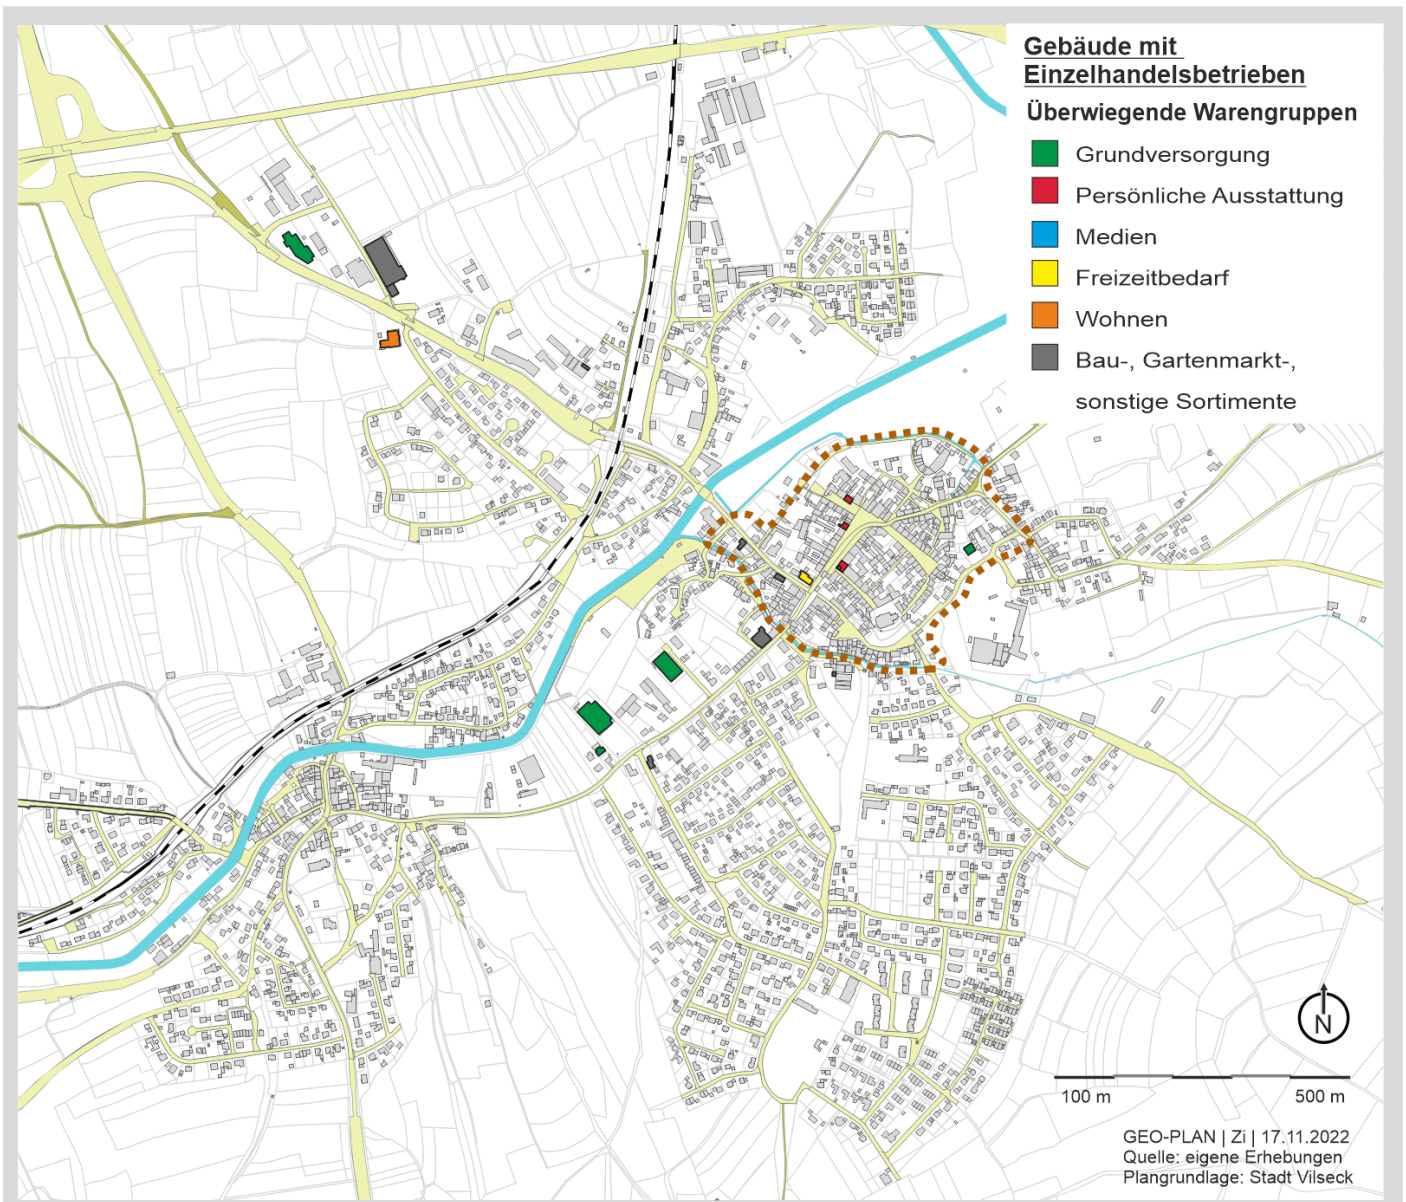 Gebäude mit
Einzelhandelsbetrieben
Überwiegende Warengruppen
Grundversorgung
Persönliche Ausstattung
Medien
Freizeitbedarf
Wohnen
Bau-, Gartenmarkt-,
sonstige Sortimente
N
100 m 500 m
GEO-PLAN | Zi | 17.11.2022
Quelle: eigene Erhebungen
Plangrundlage: Stadt Vilseck